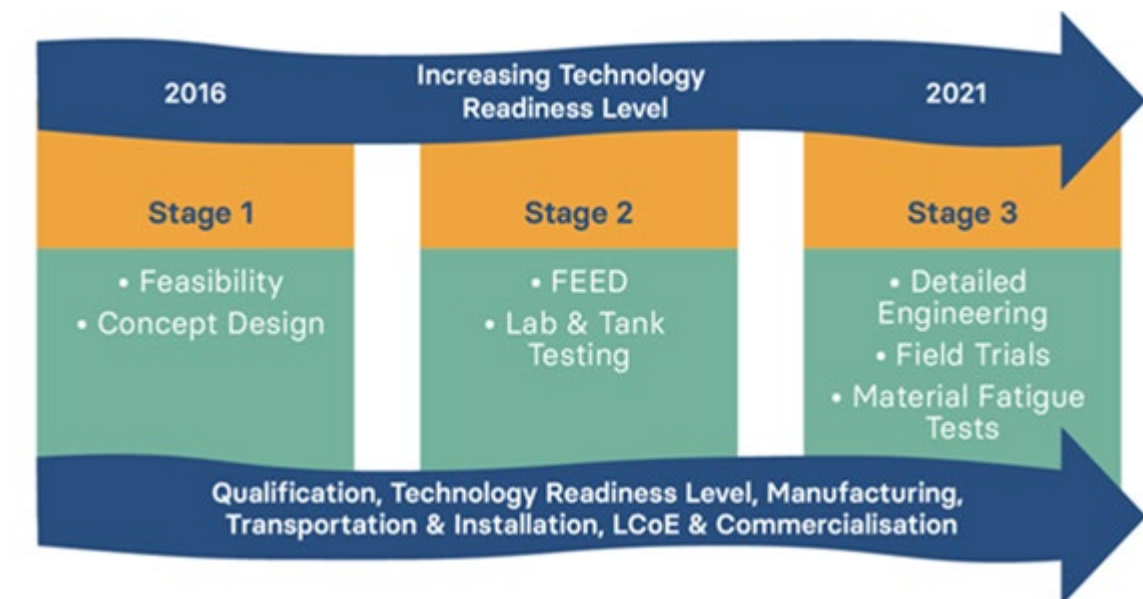 2016
Increasing Technology
Readiness Level
2021
Stage 1
• Feasibility
• Concept Design
Stage 2
• FEED
• Lab & Tank
Testing
Stage 3
• Detailed
Engineering
• Field Trials
• Material Fatigue
Tests
Qualification, Technology Readiness Level, Manufacturing,
Transportation & Installation, LCoE & Commercialisation